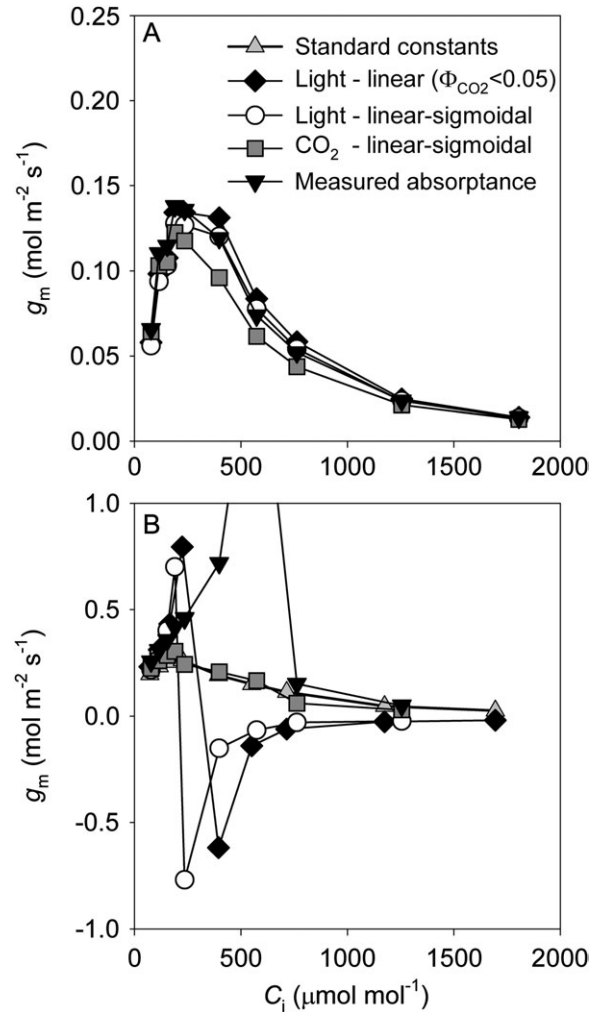 A
Standard constants
Light - linear (Φ_CO2<0.05)
Light - linear-sigmoidal
CO₂ - linear-sigmoidal
Measured absorptance
0.25
0.20
0.15
0.10
0.05
0.00
gₘ (mol m⁻² s⁻¹)
0 500 1000 1500 2000
B
1.0
0.5
0.0
-0.5
-1.0
gₘ (mol m⁻² s⁻¹)
0 500 1000 1500 2000
Cᵢ (μmol mol⁻¹)